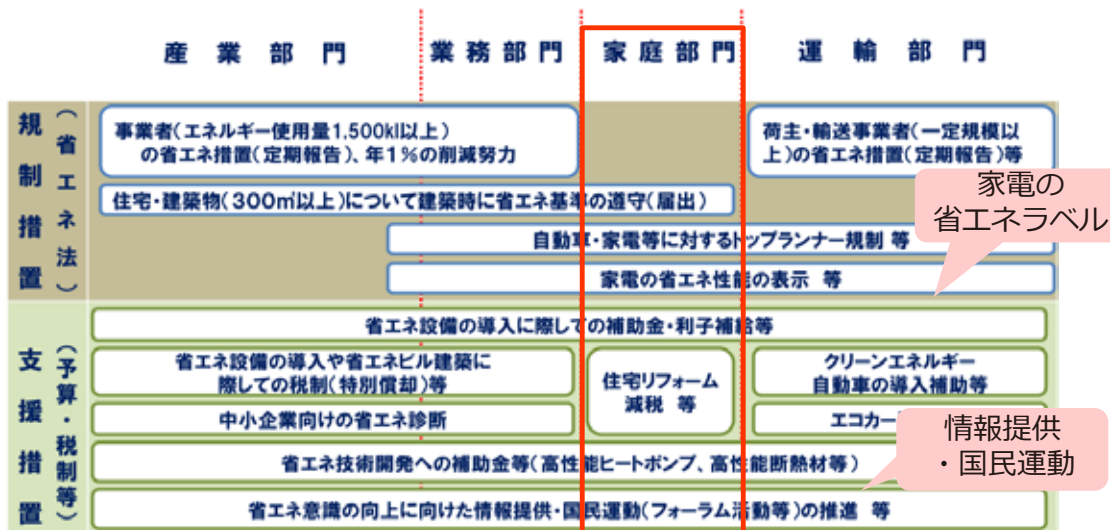 産業部門
業務部門
家庭部門
運輸部門
規制措置
(省エネ法)
事業者(エネルギー使用量1,500kl以上)
の省エネ措置(定期報告)、年1%の削減努力
荷主・輸送事業者(一定規模以
上)の省エネ措置(定期報告)等
住宅・建築物(300㎡以上)について建築時に省エネ基準の遵守(届出)
自動車・家電等に対するトップランナー規制 等
家電の省エネ性能の表示 等
家電の
省エネラベル
支援措置
(予算・税制等)
省エネ設備の導入に際しての補助金・利子補給等
省エネ設備の導入や省エネビル建築に
際しての税制(特別償却)等
住宅リフォーム
減税 等
クリーンエネルギー
自動車の導入補助等
中小企業向けの省エネ診断
エコカー
情報提供
・国民運動
省エネ技術開発への補助金等(高性能ヒートポンプ、高性能断熱材等)
省エネ意識の向上に向けた情報提供・国民運動(フォーラム活動等)の推進 等